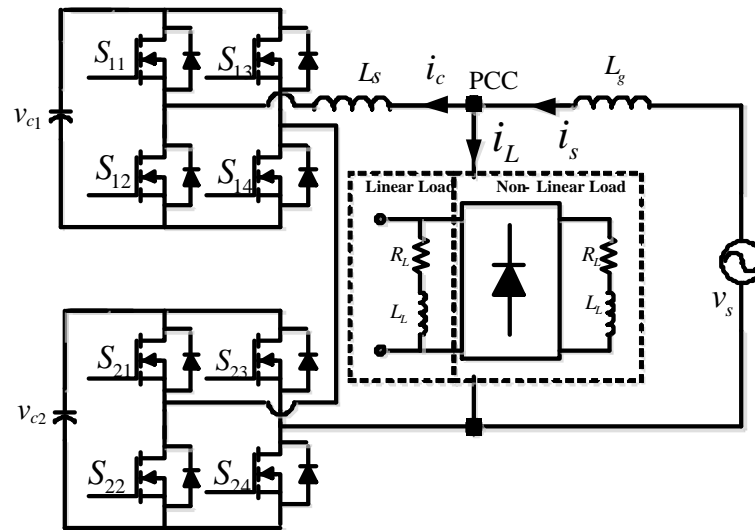 S11
S13
Ls
ic
PCC
Lg
vc1
iL
is
S12
S14
Linear Load
Non- Linear Load
RL
RL
LL
LL
vs
S21
S23
vc2
S22
S24